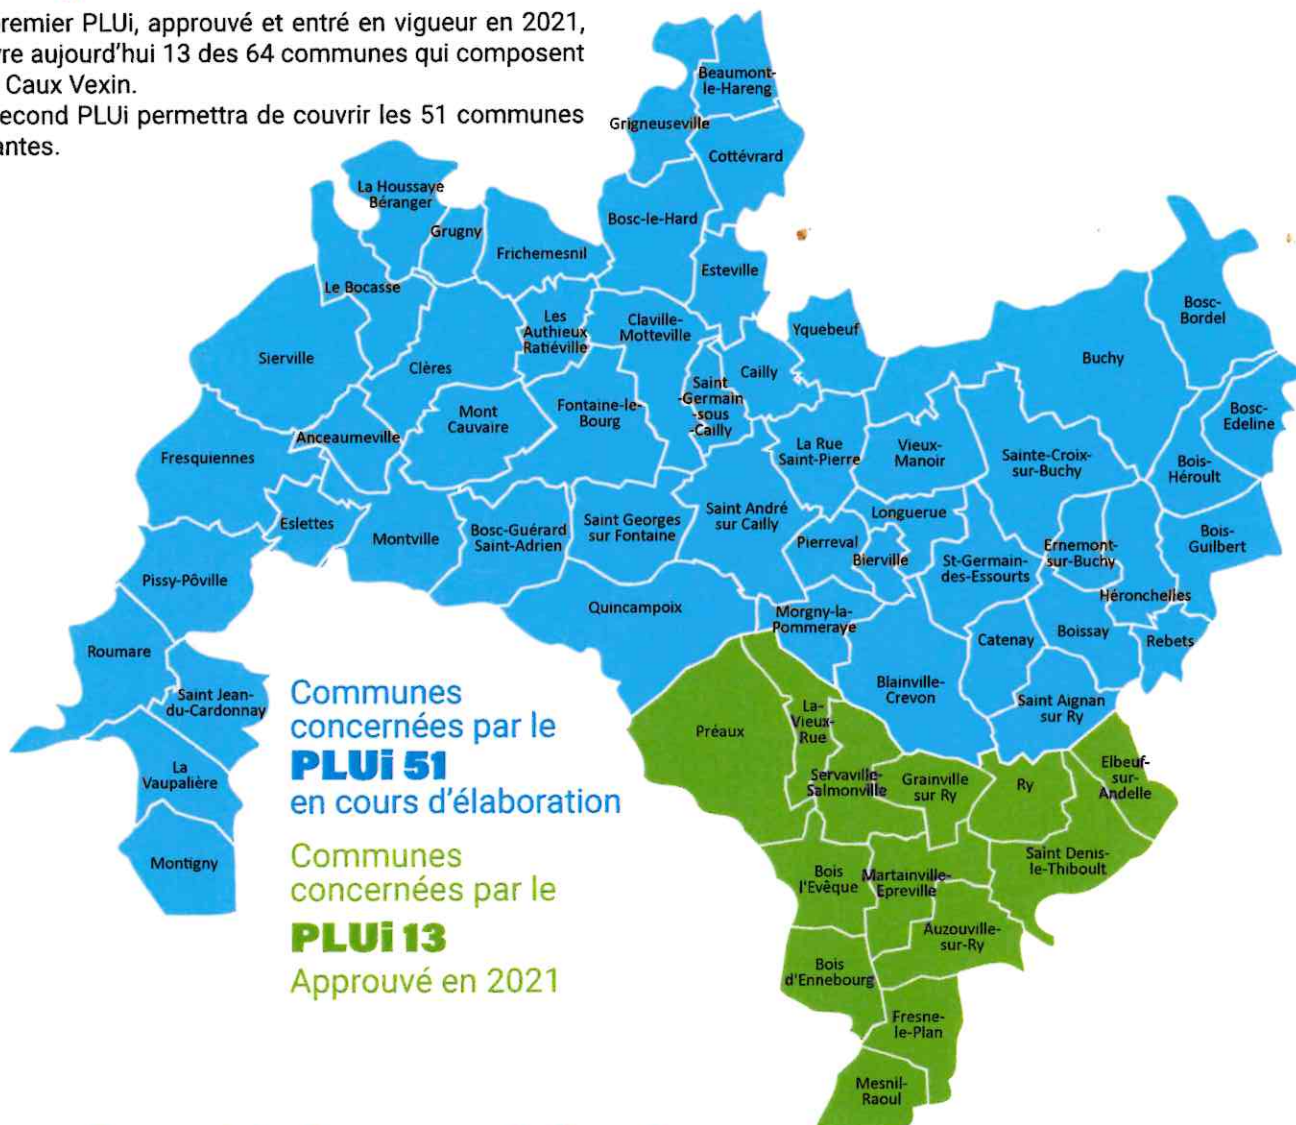 remier PLUi, approuvé et entré en vigueur en 2021,
re aujourd'hui 13 des 64 communes qui composent
Caux Vexin.
econd PLUi permettra de couvrir les 51 communes
antes.
Beaumont-
le-Hareng
Grigneuseville
Cottévrard
La Houssaye
Béranger
Bosc-le-Hard
Grugny
Frichemesnil
Esteville
Le Bocasse
Bosc-
Bordel
Les
Authieux
Ratiéville
Claville-
Motteville
Yquebeuf
Sierville
Clères
Cailly
Buchy
Saint
-Germain
-sous
-Cailly
Mont
Cauvaire
Fontaine-le-
Bourg
Bosc-
Edeline
Anceaumeville
Fresquiennes
La Rue
Saint-Pierre
Vieux-
Manoir
Sainte-Croix-
sur-Buchy
Bois-
Héroult
Eslettes
Montville
Bosc-Guérard
Saint-Adrien
Saint Georges
sur Fontaine
Saint André
sur Cailly
Longuerue
Pierreval
Bierville
St-Germain-
des-Essourts
Ernemont-
sur-Buchy
Bois-
Guilbert
Pissy-Pôville
Quincampoix
Morgny-la-
Pommeraye
Héronchelles
Catenay
Boissay
Rebets
Roumare
Saint Jean-
du-Cardonnay
Blainville-
Crevon
Saint Aignan
sur Ry
La
Vaupalière
Montigny
Communes
concernées par le
PLUi 51
en cours d'élaboration
Communes
concernées par le
PLUi 13
Approuvé en 2021
Préaux
La-
Vieux-
Rue
Servaville-
Salmonville
Grainville
sur Ry
Ry
Elbeuf-
sur-
Andelle
Bois
l'Evêque
Martainville-
Epreville
Saint Denis-
le-Thiboult
Auzouville-
sur-Ry
Bois
d'Ennebourg
Fresne-
le-Plan
Mesnil-
Raoul